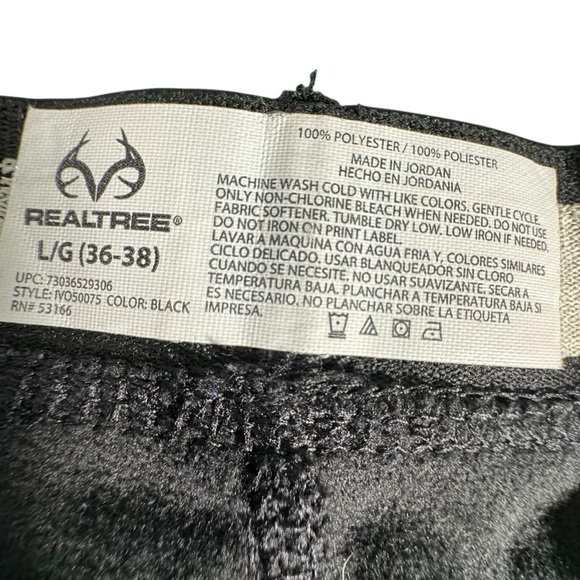 REALTREE®
L/G (36-38)
UPC: 73036529306
STYLE: IVO50075 COLOR: BLACK
RN# 53166
100% POLYESTER / 100% POLIESTER
MADE IN JORDAN
HECHO EN JORDANIA
MACHINE WASH COLD WITH LIKE COLORS. GENTLE CYCLE.
ONLY NON-CHLORINE BLEACH WHEN NEEDED. DO NOT USE
FABRIC SOFTENER. TUMBLE DRY LOW. LOW IRON IF NEEDED.
DO NOT IRON ON PRINT LABEL.
LAVAR A MAQUINA CON AGUA FRIA Y, COLORES SIMILARES
CICLO DELICADO. USAR BLANQUEADOR SIN CLORO
CUANDO SE NECESITE. NO USAR SUAVIZANTE. SECAR A
TEMPERATURA BAJA. PLANCHAR A TEMPERATURA BAJA SI
ES NECESARIO. NO PLANCHAR SOBRE LA ETIQUETA
IMPRESA.